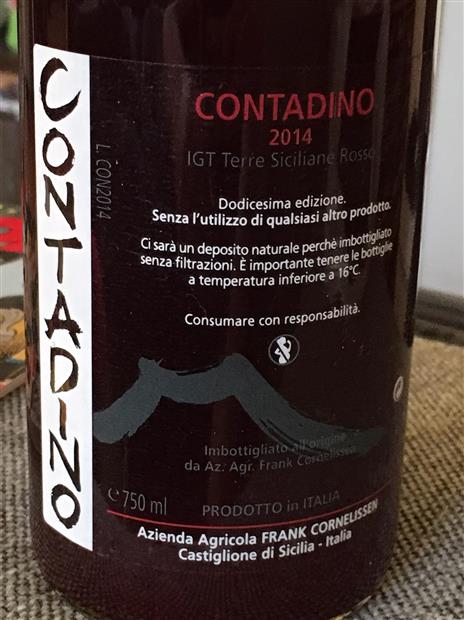 CONTADINO
L. CON2014
CONTADINO
2014
IGT Terre Siciliane Rosso
Dodicesima edizione.
Senza l'utilizzo di qualsiasi altro prodotto.
Ci sarà un deposito naturale perchè imbottigliato
senza filtrazioni. È importante tenere le bottiglie
a temperatura inferiore a 16°C.
Consumare con responsabilità.
Imbottigliato all'origine
da Az. Agr. Frank Cornelissen
℮750 ml
PRODOTTO in ITALIA
Azienda Agricola FRANK CORNELISSEN
Castiglione di Sicilia - Italia